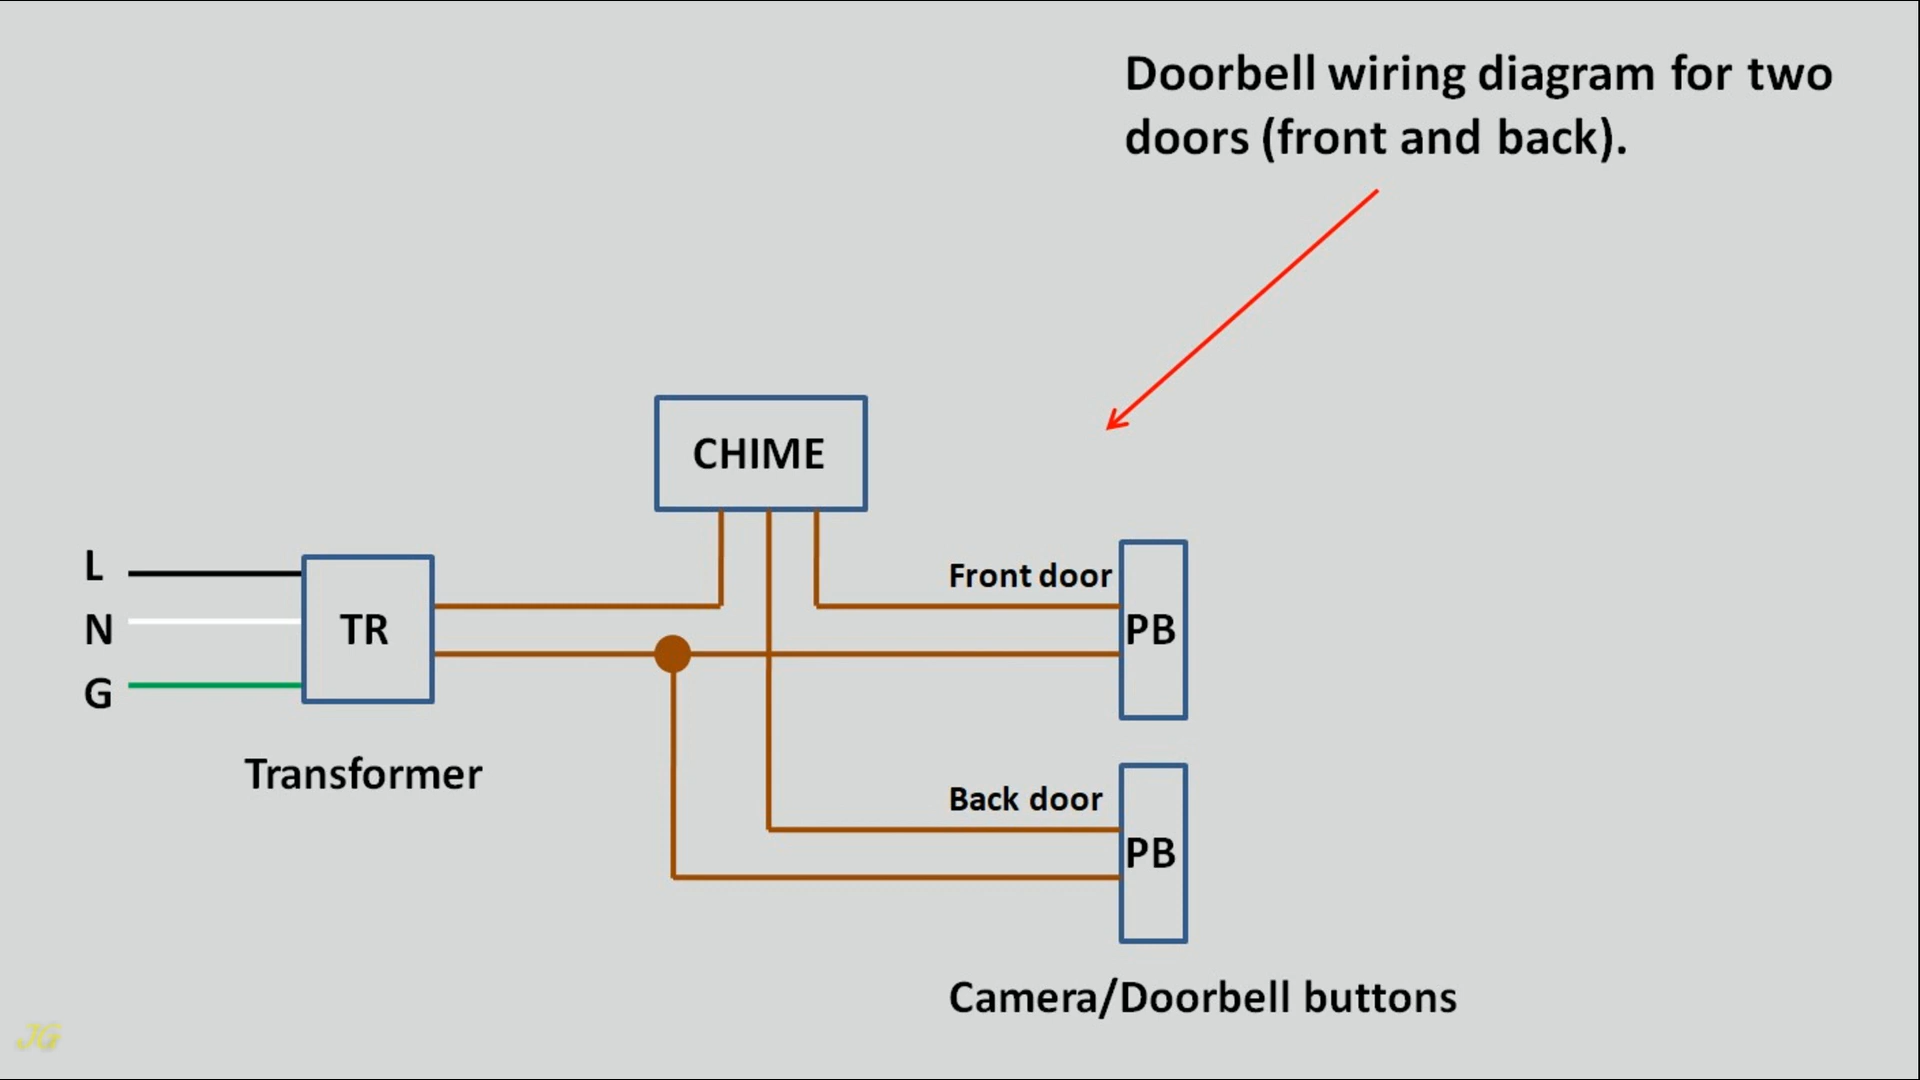 Doorbell wiring diagram for two
doors (front and back).
CHIME
L
N
G
TR
Transformer
Front door
PB
Back door
PB
Camera/Doorbell buttons
JG